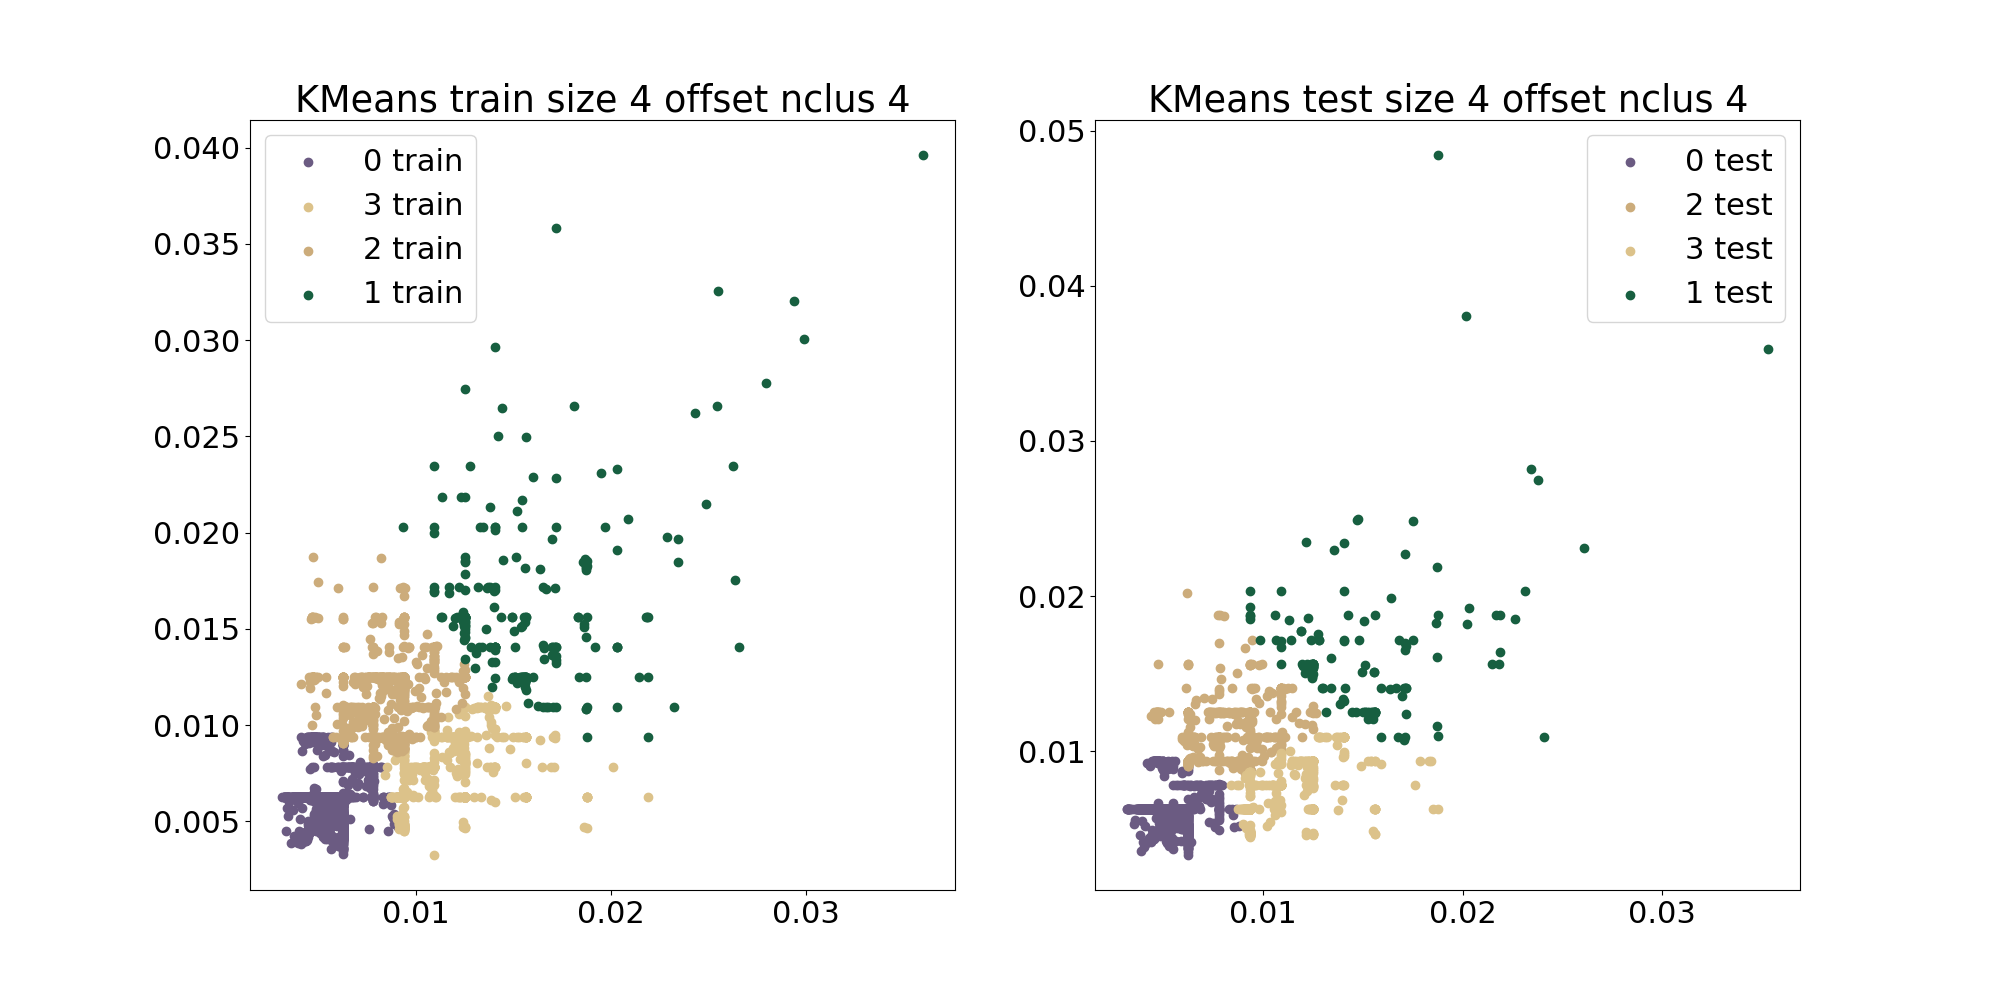 KMeans train size 4 offset nclus 4
0.040
0.035
0.030
0.025
0.020
0.015
0.010
0.005
0.01
0.02
0.03
0 train
3 train
2 train
1 train
KMeans test size 4 offset nclus 4
0.05
0.04
0.03
0.02
0.01
0.01
0.02
0.03
0 test
2 test
3 test
1 test